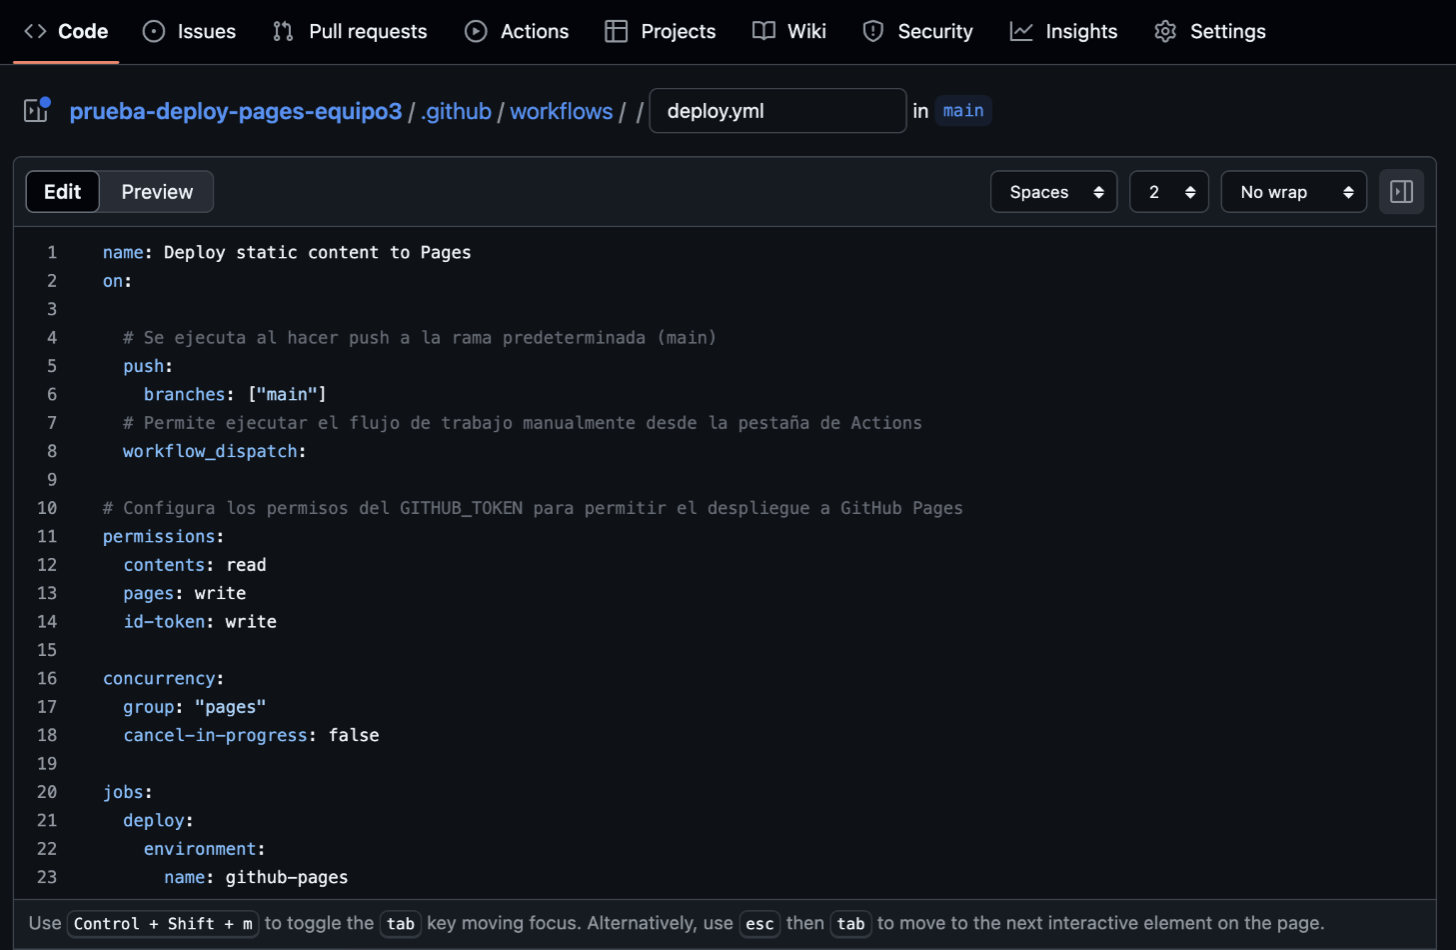 <> Code Issues Pull requests Actions Projects Wiki Security Insights Settings
prueba-deploy-pages-equipo3 / .github / workflows / / deploy.yml in main
Edit Preview Spaces 2 No wrap
1 name: Deploy static content to Pages
2 on:
3
4 # Se ejecuta al hacer push a la rama predeterminada (main)
5 push:
6 branches: ["main"]
7 # Permite ejecutar el flujo de trabajo manualmente desde la pestaña de Actions
8 workflow_dispatch:
9
10 # Configura los permisos del GITHUB_TOKEN para permitir el despliegue a GitHub Pages
11 permissions:
12 contents: read
13 pages: write
14 id-token: write
15
16 concurrency:
17 group: "pages"
18 cancel-in-progress: false
19
20 jobs:
21 deploy:
22 environment:
23 name: github-pages
Use Control + Shift + m to toggle the tab key moving focus. Alternatively, use esc then tab to move to the next interactive element on the page.